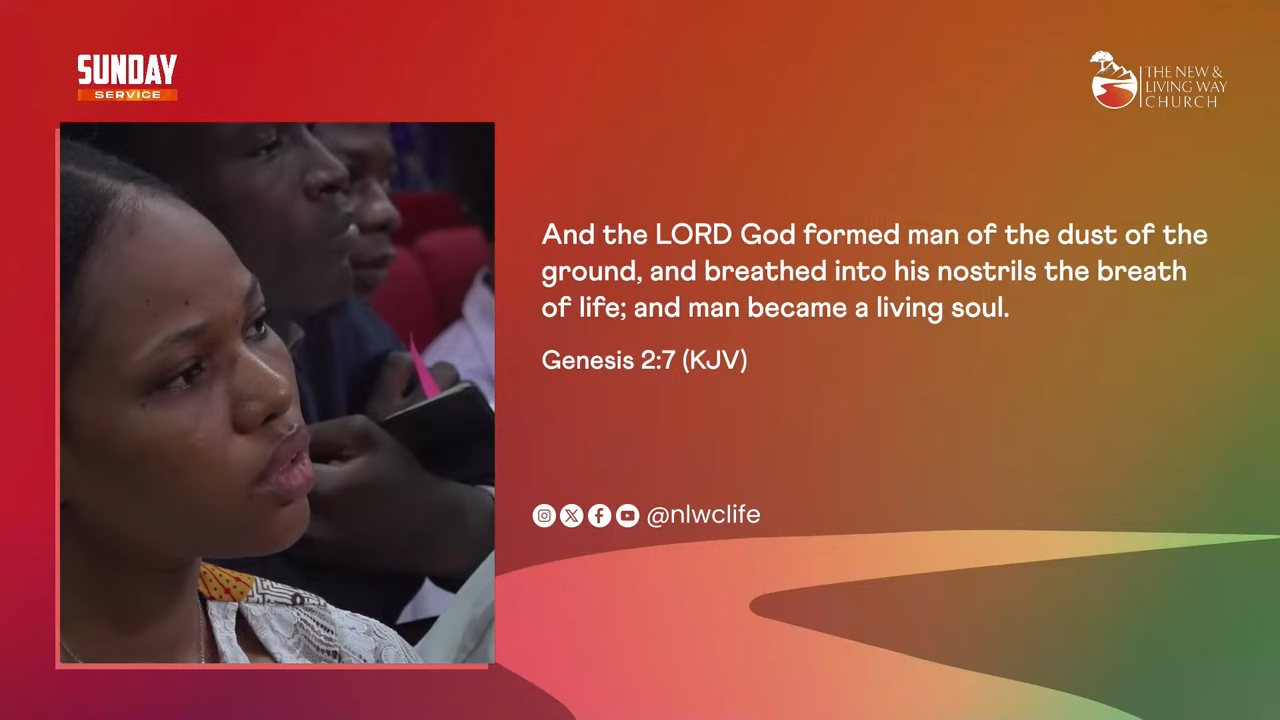 SUNDAY
SERVICE
THE NEW &
LIVING WAY
CHURCH
And the LORD God formed man of the dust of the
ground, and breathed into his nostrils the breath
of life; and man became a living soul.
Genesis 2:7 (KJV)
@nlwclife